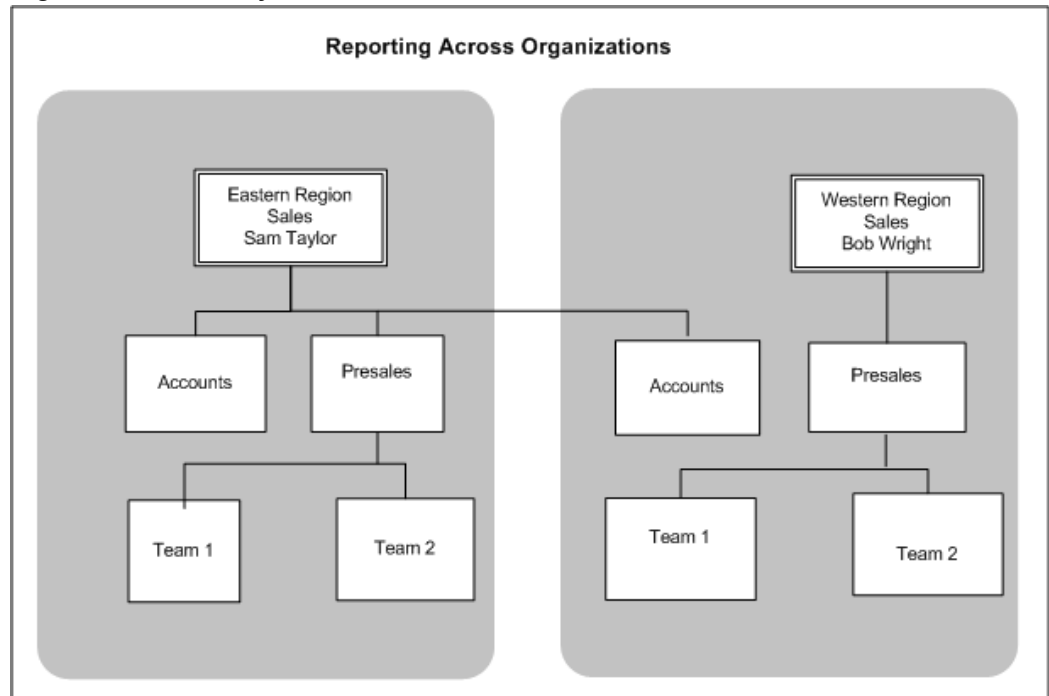 Reporting Across Organizations
Eastern Region
Sales
Sam Taylor
Western Region
Sales
Bob Wright
Accounts
Presales
Accounts
Presales
Team 1
Team 2
Team 1
Team 2